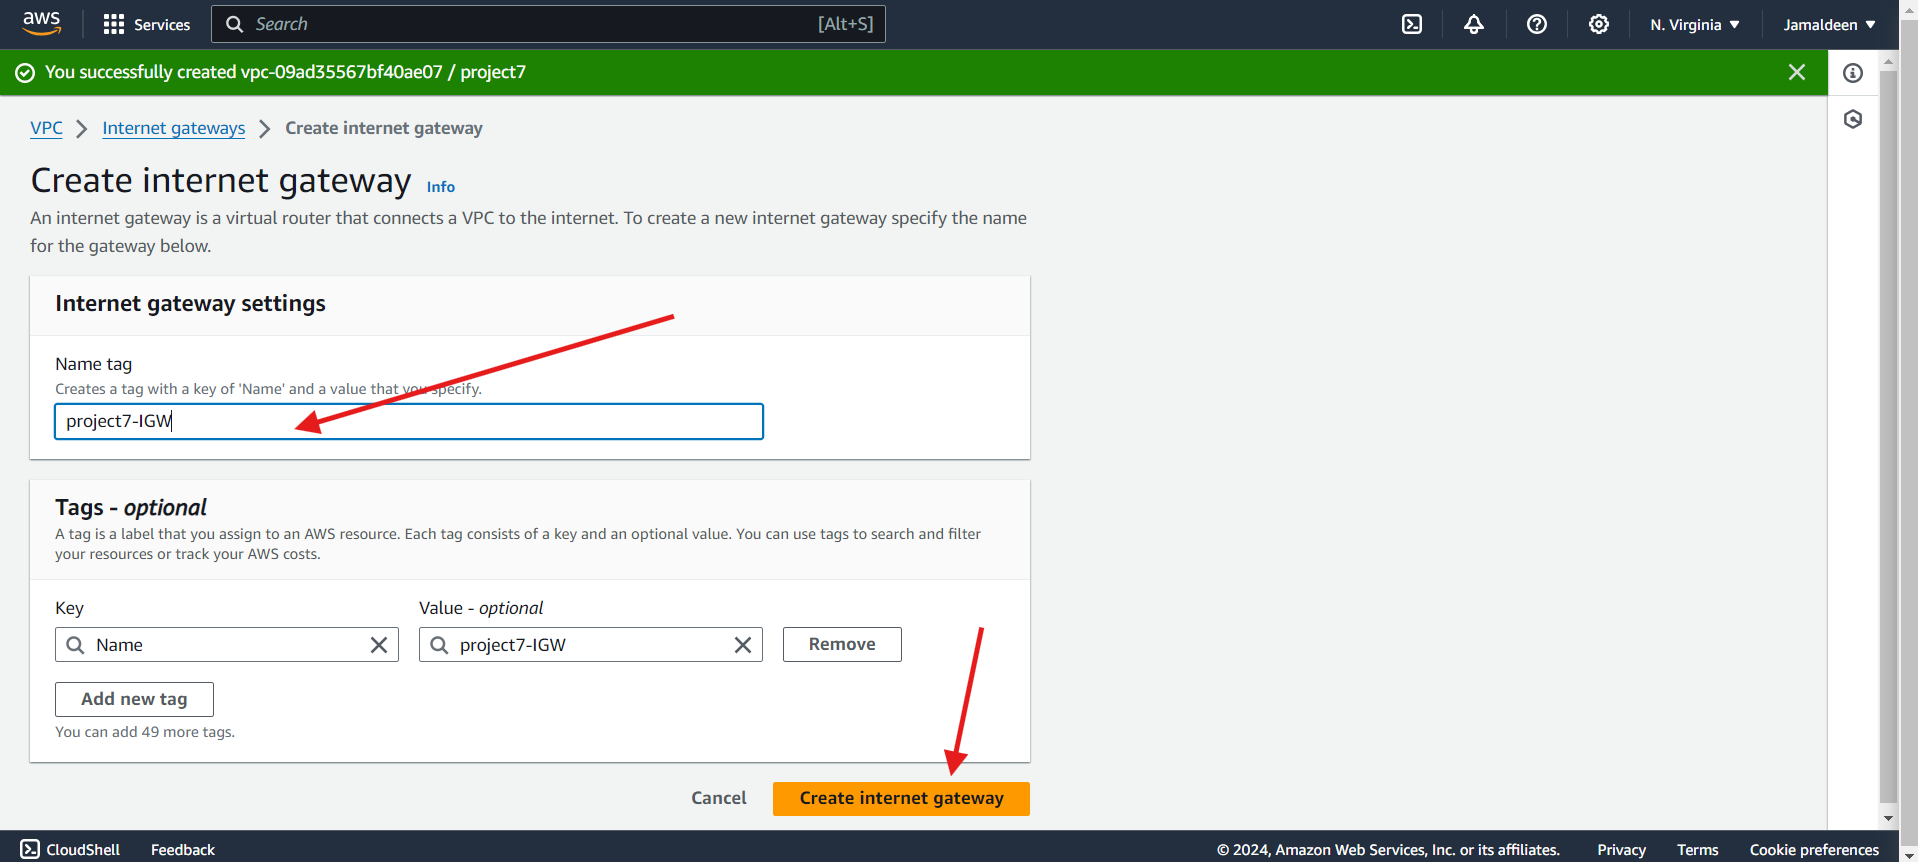 aws
Services
Search
[Alt+S]
N. Virginia
Jamaldeen
You successfully created vpc-09ad35567bf40ae07 / project7
VPC
Internet gateways
Create internet gateway
Create internet gateway
Info
An internet gateway is a virtual router that connects a VPC to the internet. To create a new internet gateway specify the name
for the gateway below.
Internet gateway settings
Name tag
Creates a tag with a key of 'Name' and a value that you specify.
project7-IGW
Tags - optional
A tag is a label that you assign to an AWS resource. Each tag consists of a key and an optional value. You can use tags to search and filter
your resources or track your AWS costs.
Key
Value - optional
Name
project7-IGW
Remove
Add new tag
You can add 49 more tags.
Cancel
Create internet gateway
CloudShell
Feedback
© 2024, Amazon Web Services, Inc. or its affiliates.
Privacy
Terms
Cookie preferences